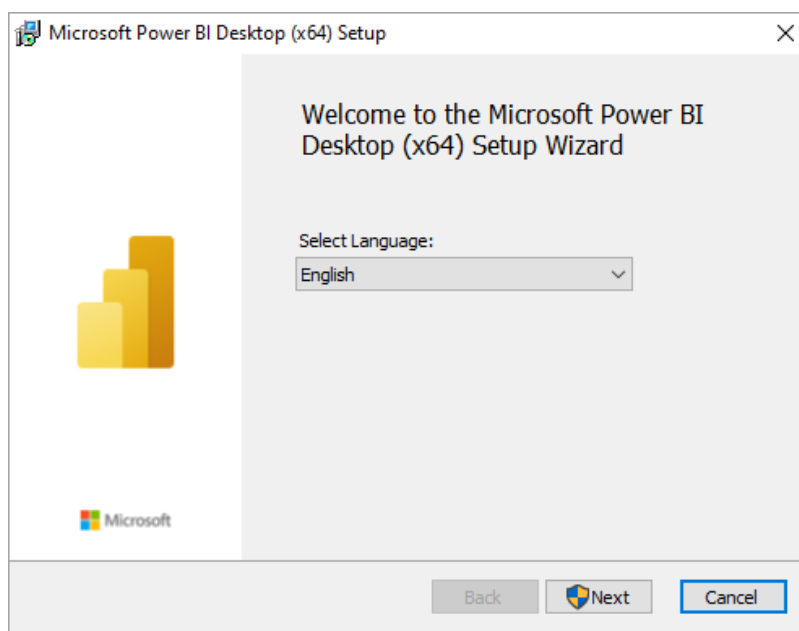 Microsoft Power BI Desktop (x64) Setup
Welcome to the Microsoft Power BI
Desktop (x64) Setup Wizard
Select Language:
English
Microsoft
Back
Next
Cancel